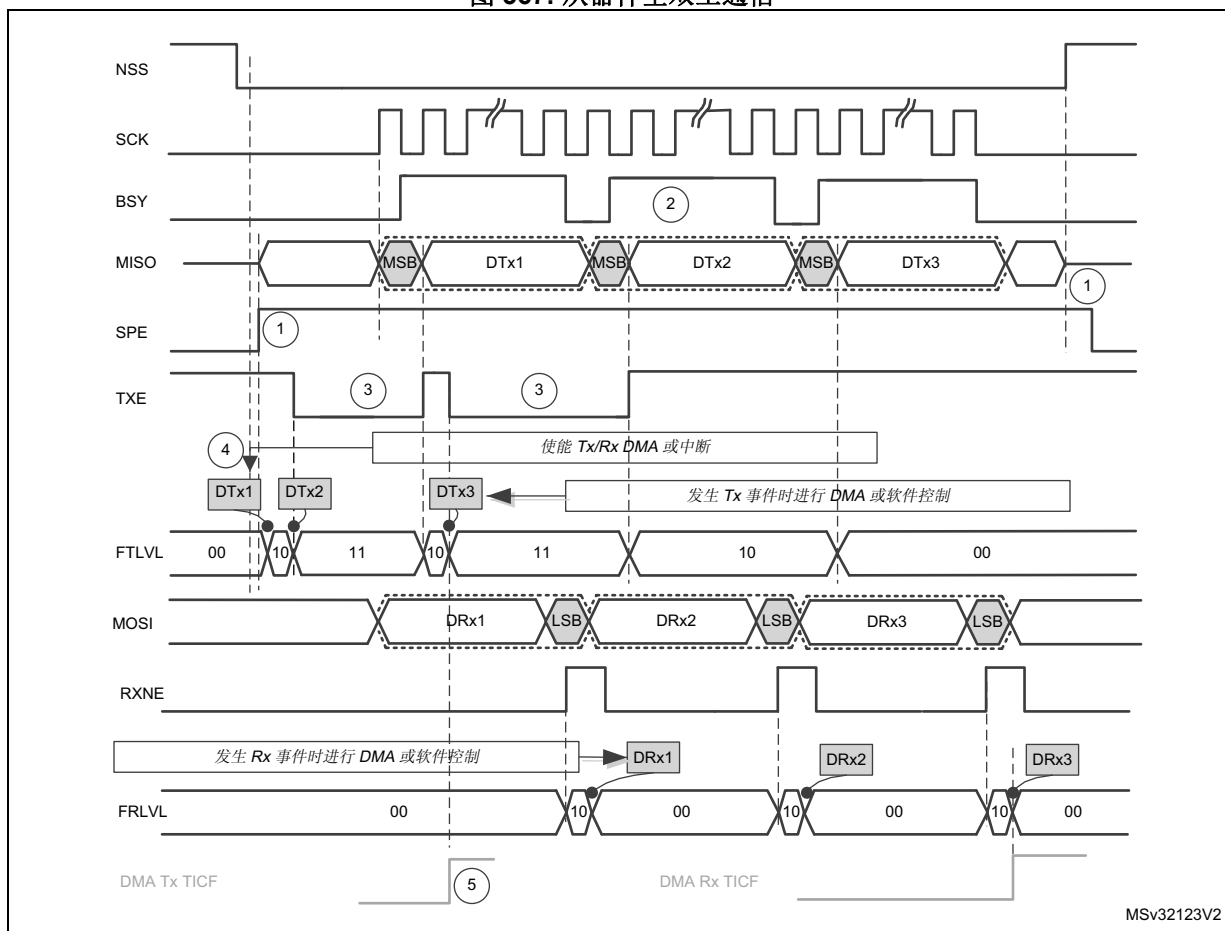 NSS
SCK
BSY
2
MISO
MSB
DTx1
MSB
DTx2
MSB
DTx3
1
SPE
1
TXE
3
3
4
使能 Tx/Rx DMA 或中断
DTx1
DTx2
DTx3
发生 Tx 事件时进行 DMA 或软件控制
FTLVL
00
10
11
10
11
10
00
MOSI
DRx1
LSB
DRx2
LSB
DRx3
LSB
RXNE
发生 Rx 事件时进行 DMA 或软件控制
DRx1
DRx2
DRx3
FRLVL
00
10
00
10
00
10
00
DMA Tx TICF
5
DMA Rx TICF
MSv32123V2